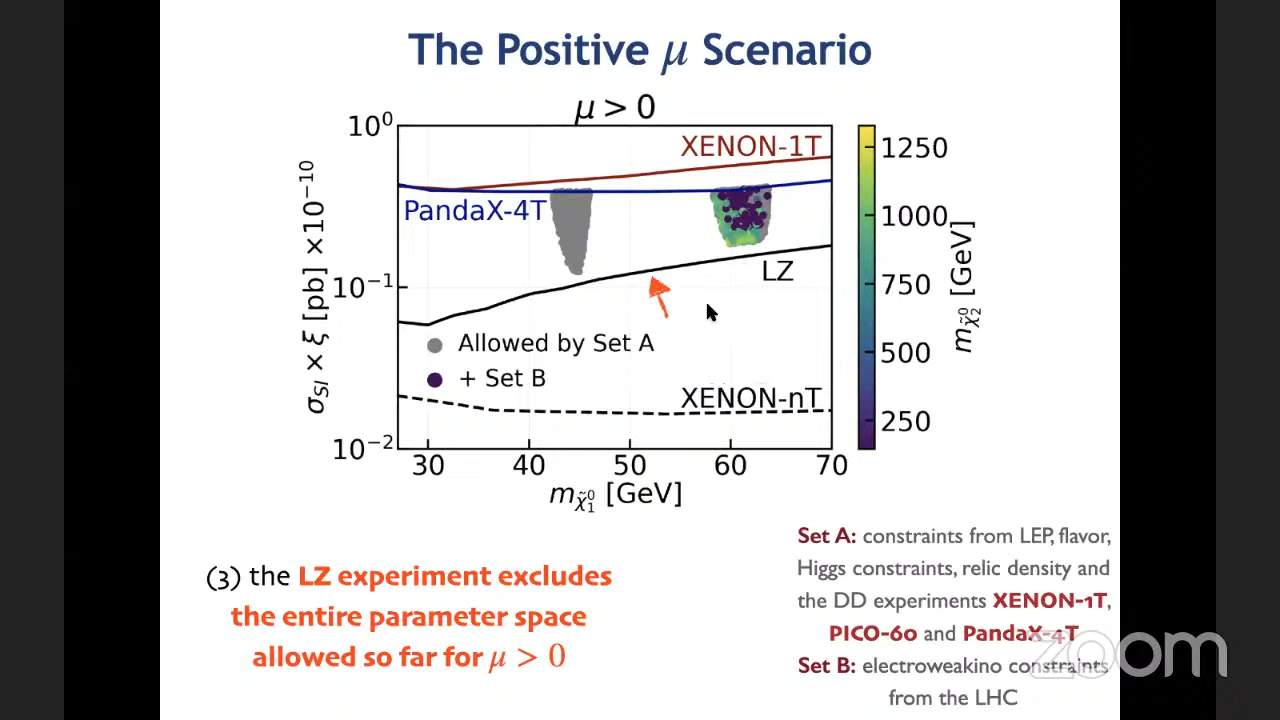 The Positive μ Scenario
μ > 0
10⁰
XENON-1T
1250
PandaX-4T
1000
LZ
750
10⁻¹
σ_SI × ξ [pb] ×10⁻¹⁰
m_χ̃₂⁰ [GeV]
Allowed by Set A
500
+ Set B
XENON-nT
250
10⁻²
30 40 50 60 70
m_χ̃₁⁰ [GeV]
(3) the LZ experiment excludes
the entire parameter space
allowed so far for μ > 0
Set A: constraints from LEP, flavor,
Higgs constraints, relic density and
the DD experiments XENON-1T,
PICO-60 and PandaX-4T
Set B: electroweakino constraints
from the LHC
zoom